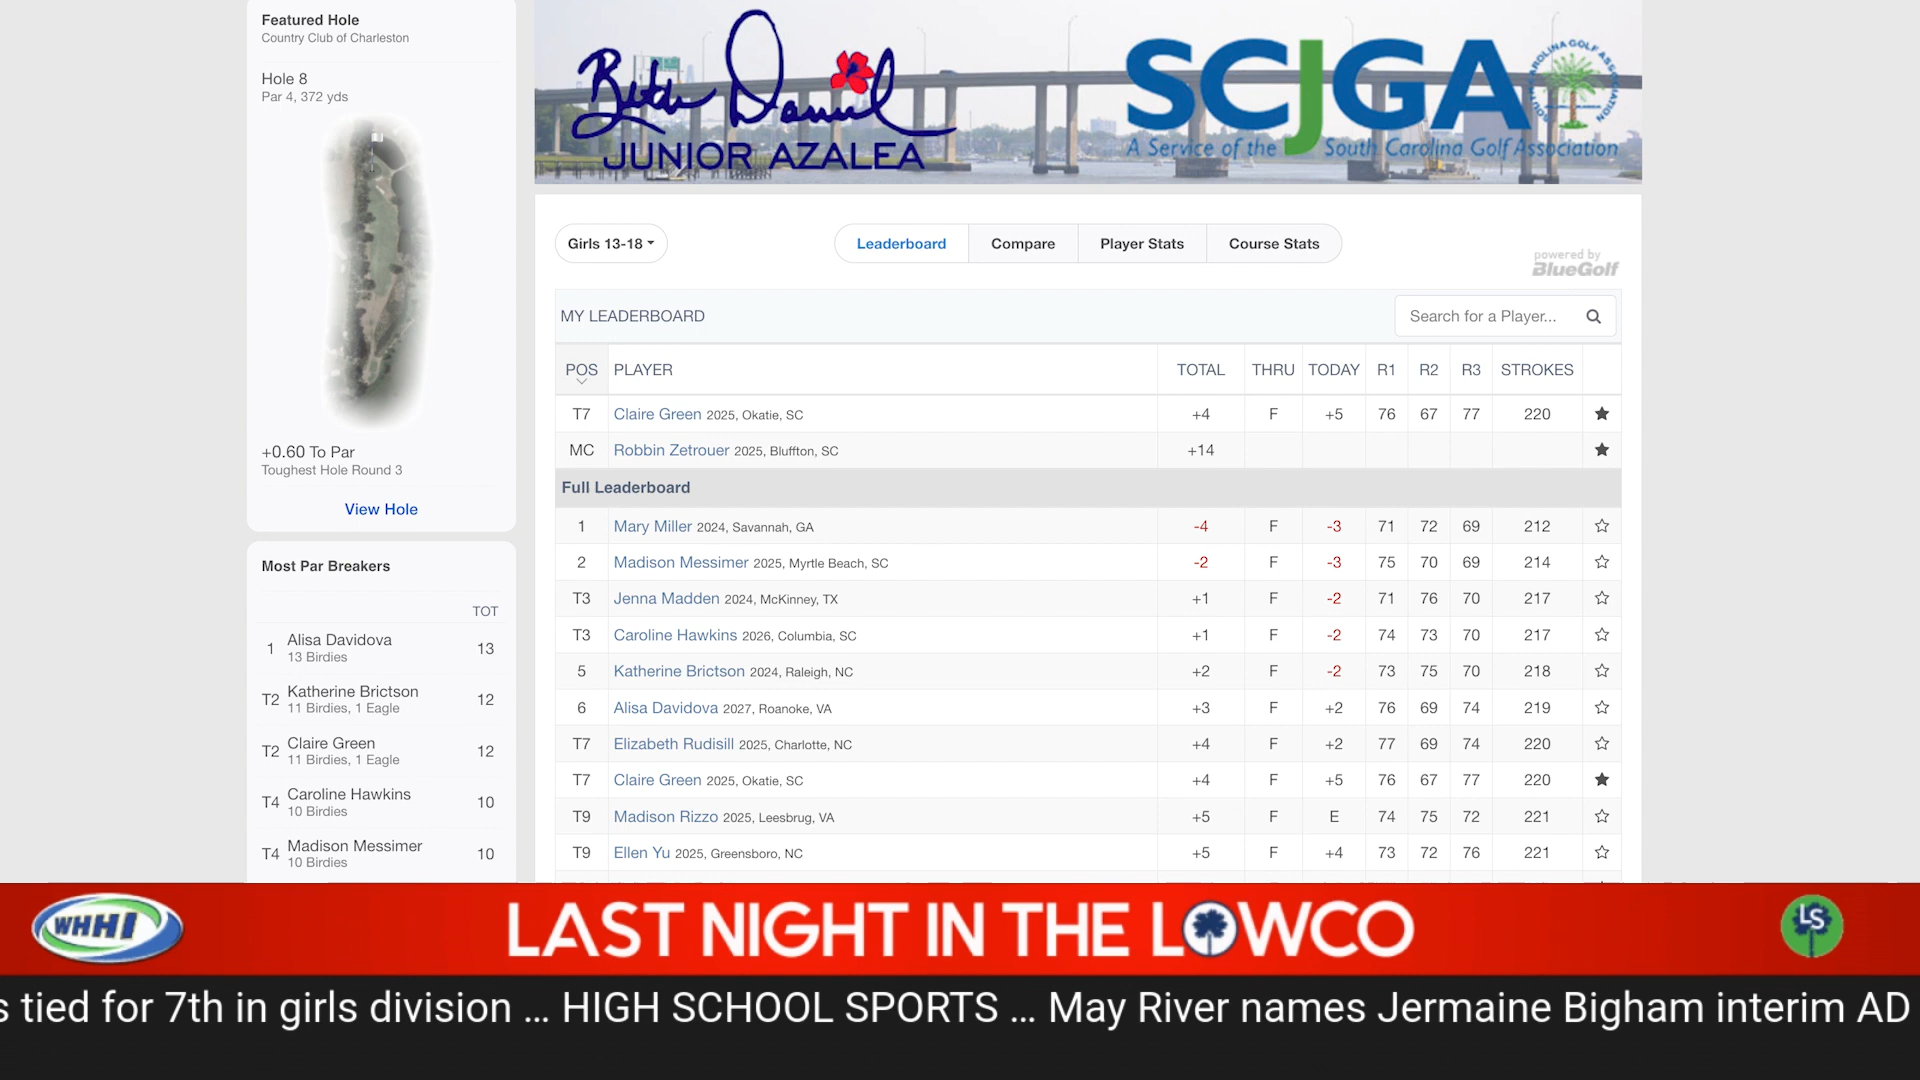 Featured Hole
Country Club of Charleston
Hole 8
Par 4, 372 yds
+0.60 To Par
Toughest Hole Round 3
View Hole
Most Par Breakers
TOT
1 Alisa Davidova 13
13 Birdies
T2 Katherine Brictson 12
11 Birdies, 1 Eagle
T2 Claire Green 12
11 Birdies, 1 Eagle
T4 Caroline Hawkins 10
10 Birdies
T4 Madison Messimer 10
10 Birdies
Beth Daniel
JUNIOR AZALEA
SCJGA
A Service of the South Carolina Golf Association
Girls 13-18
Leaderboard Compare Player Stats Course Stats
powered by
BlueGolf
MY LEADERBOARD Search for a Player...
POS PLAYER TOTAL THRU TODAY R1 R2 R3 STROKES
T7 Claire Green 2025, Okatie, SC +4 F +5 76 67 77 220
MC Robbin Zetrouer 2025, Bluffton, SC +14
Full Leaderboard
1 Mary Miller 2024, Savannah, GA -4 F -3 71 72 69 212
2 Madison Messimer 2025, Myrtle Beach, SC -2 F -3 75 70 69 214
T3 Jenna Madden 2024, McKinney, TX +1 F -2 71 76 70 217
T3 Caroline Hawkins 2026, Columbia, SC +1 F -2 74 73 70 217
5 Katherine Brictson 2024, Raleigh, NC +2 F -2 73 75 70 218
6 Alisa Davidova 2027, Roanoke, VA +3 F +2 76 69 74 219
T7 Elizabeth Rudisill 2025, Charlotte, NC +4 F +2 77 69 74 220
T7 Claire Green 2025, Okatie, SC +4 F +5 76 67 77 220
T9 Madison Rizzo 2025, Leesbrug, VA +5 F E 74 75 72 221
T9 Ellen Yu 2025, Greensboro, NC +5 F +4 73 72 76 221
WHHI
LAST NIGHT IN THE LOWCO
LS
s tied for 7th in girls division ... HIGH SCHOOL SPORTS ... May River names Jermaine Bigham interim AD